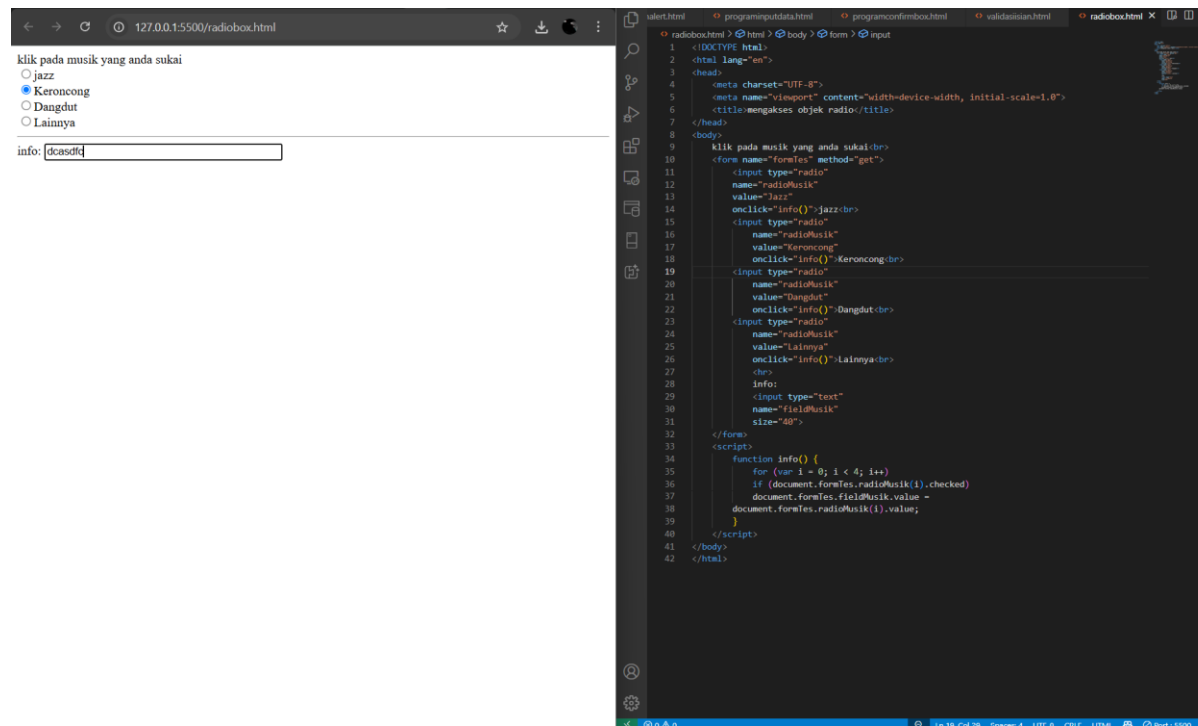 127.0.0.1:5500/radiobox.html
klik pada musik yang anda sukai
jazz
Keroncong
Dangdut
Lainnya
info: dcasdfd
alert.html programinputdata.html programconfirmbox.html validasiisian.html radiobox.html
radiobox.html > html > body > form > input
1 <!DOCTYPE html>
2 <html lang="en">
3 <head>
4 <meta charset="UTF-8">
5 <meta name="viewport" content="width=device-width, initial-scale=1.0">
6 <title>mengakses objek radio</title>
7 </head>
8 <body>
9 klik pada musik yang anda sukai<br>
10 <form name="formTes" method="get">
11 <input type="radio"
12 name="radioMusik"
13 value="Jazz"
14 onclick="info()">jazz<br>
15 <input type="radio"
16 name="radioMusik"
17 value="Keroncong"
18 onclick="info()">Keroncong<br>
19 <input type="radio"
20 name="radioMusik"
21 value="Dangdut"
22 onclick="info()">Dangdut<br>
23 <input type="radio"
24 name="radioMusik"
25 value="Lainnya"
26 onclick="info()">Lainnya<br>
27 <hr>
28 info:
29 <input type="text"
30 name="fieldMusik"
31 size="40">
32 </form>
33 <script>
34 function info() {
35 for (var i = 0; i < 4; i++)
36 if (document.formTes.radioMusik(i).checked)
37 document.formTes.fieldMusik.value =
38 document.formTes.radioMusik(i).value;
39 }
40 </script>
41 </body>
42 </html>
Ln 19, Col 29 Spaces: 4 UTF-8 CRLF HTML Port : 5500